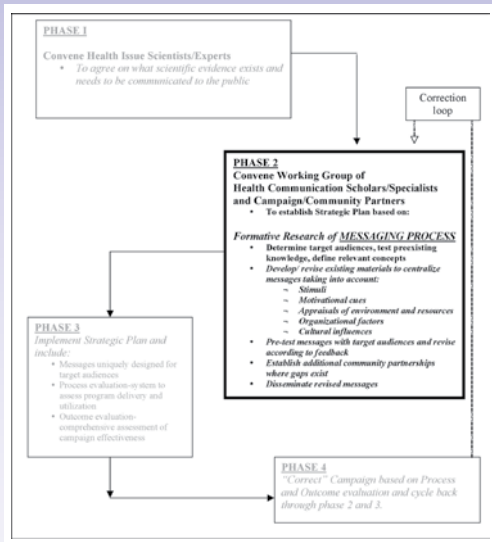 PHASE 1
Convene Health Issue Scientists/Experts
• To agree on what scientific evidence exists and
needs to be communicated to the public
Correction
loop
PHASE 2
Convene Working Group of
Health Communication Scholars/Specialists
and Campaign/Community Partners
• To establish Strategic Plan based on:
Formative Research of MESSAGING PROCESS
• Determine target audiences, test preexisting
knowledge, define relevant concepts
• Develop/ revise existing materials to centralize
messages taking into account:
~ Stimuli
~ Motivational cues
~ Appraisals of environment and resources
~ Organizational factors
~ Cultural influences
• Pre-test messages with target audiences and revise
according to feedback
• Establish additional community partnerships
where gaps exist
• Disseminate revised messages
PHASE 3
Implement Strategic Plan and
include:
• Messages uniquely designed for
target audiences
• Process evaluation-system to
assess program delivery and
utilization
• Outcome evaluation-
comprehensive assessment of
campaign effectiveness
PHASE 4
"Correct" Campaign based on Process
and Outcome evaluation and cycle back
through phase 2 and 3.